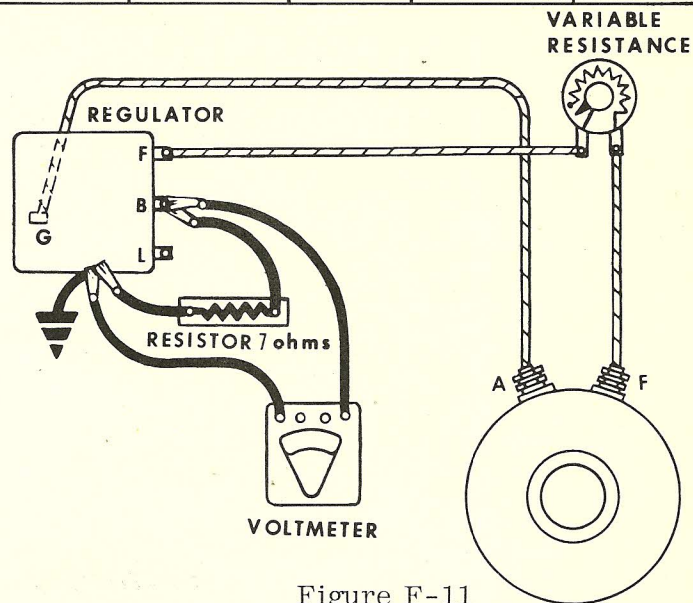 VARIABLE
RESISTANCE
REGULATOR
F
B
G
L
RESISTOR 7 ohms
A
F
VOLTMETER
Figure F-11